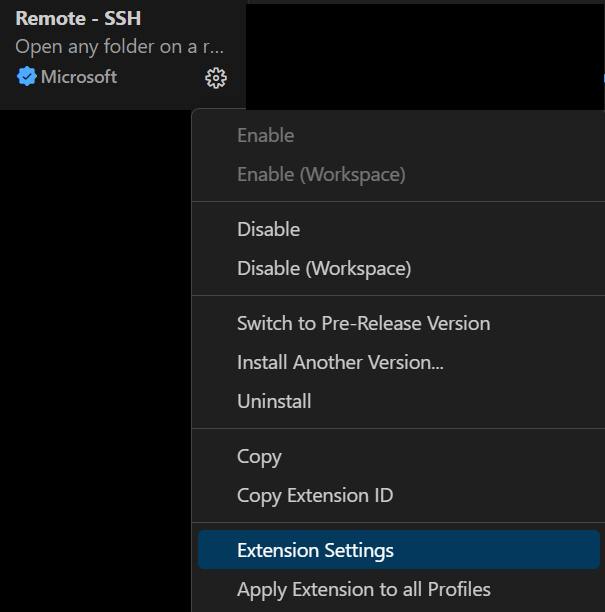 Remote - SSH
Open any folder on a r...
Microsoft
Enable
Enable (Workspace)
Disable
Disable (Workspace)
Switch to Pre-Release Version
Install Another Version...
Uninstall
Copy
Copy Extension ID
Extension Settings
Apply Extension to all Profiles